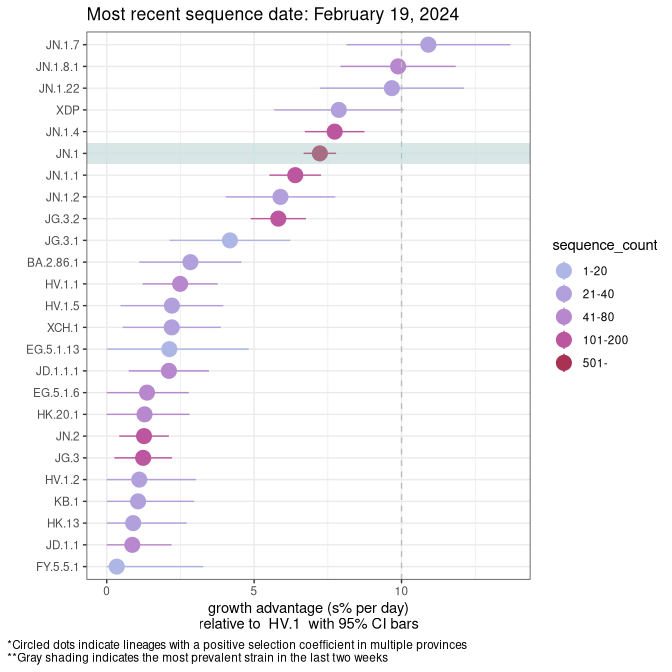 Most recent sequence date: February 19, 2024
JN.1.7
JN.1.8.1
JN.1.22
XDP
JN.1.4
JN.1
JN.1.1
JN.1.2
JG.3.2
JG.3.1
BA.2.86.1
HV.1.1
HV.1.5
XCH.1
EG.5.1.13
JD.1.1.1
EG.5.1.6
HK.20.1
JN.2
JG.3
HV.1.2
KB.1
HK.13
JD.1.1
FY.5.5.1
0 5 10
growth advantage (s% per day)
relative to HV.1 with 95% CI bars
sequence_count
1-20
21-40
41-80
101-200
501-
*Circled dots indicate lineages with a positive selection coefficient in multiple provinces
**Gray shading indicates the most prevalent strain in the last two weeks